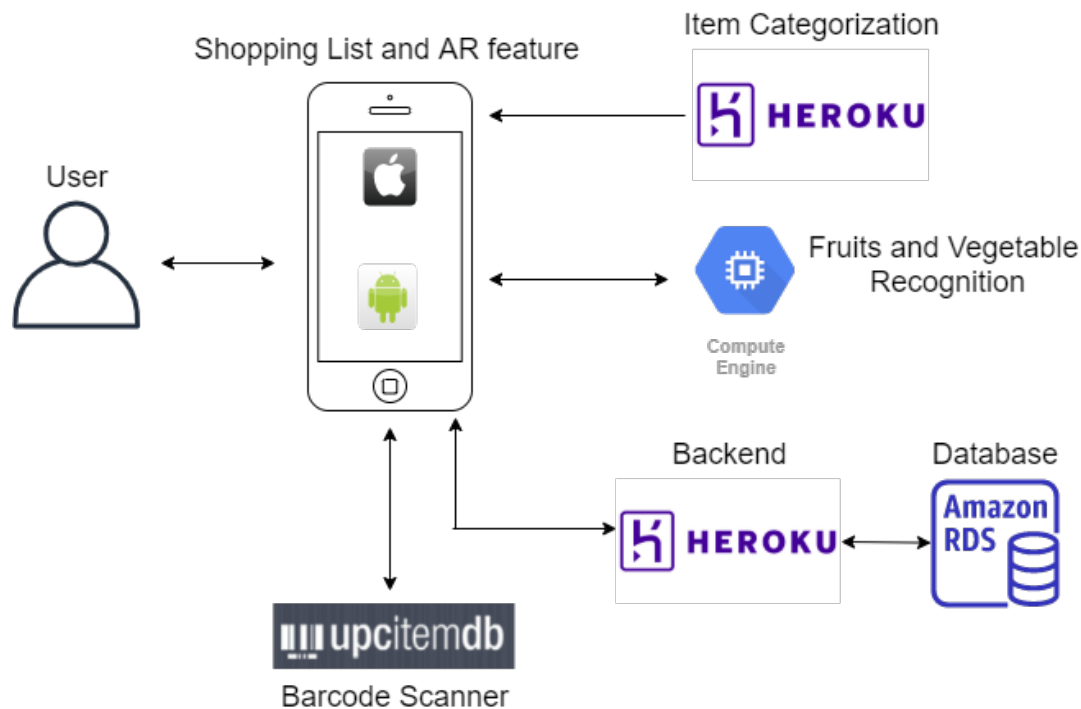 Item Categorization
Shopping List and AR feature
HEROKU
User
Fruits and Vegetable
Recognition
Compute
Engine
Backend
Database
HEROKU
Amazon
RDS
upcitemdb
Barcode Scanner